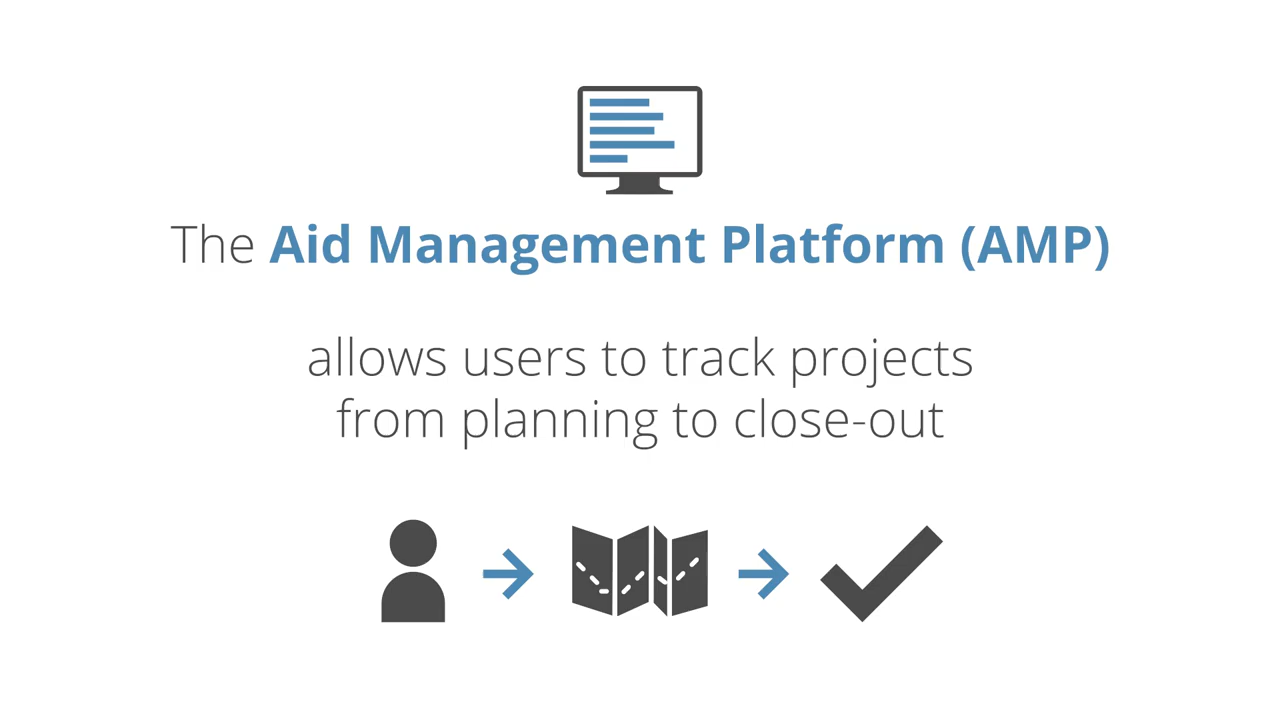 The Aid Management Platform (AMP)
allows users to track projects
from planning to close-out